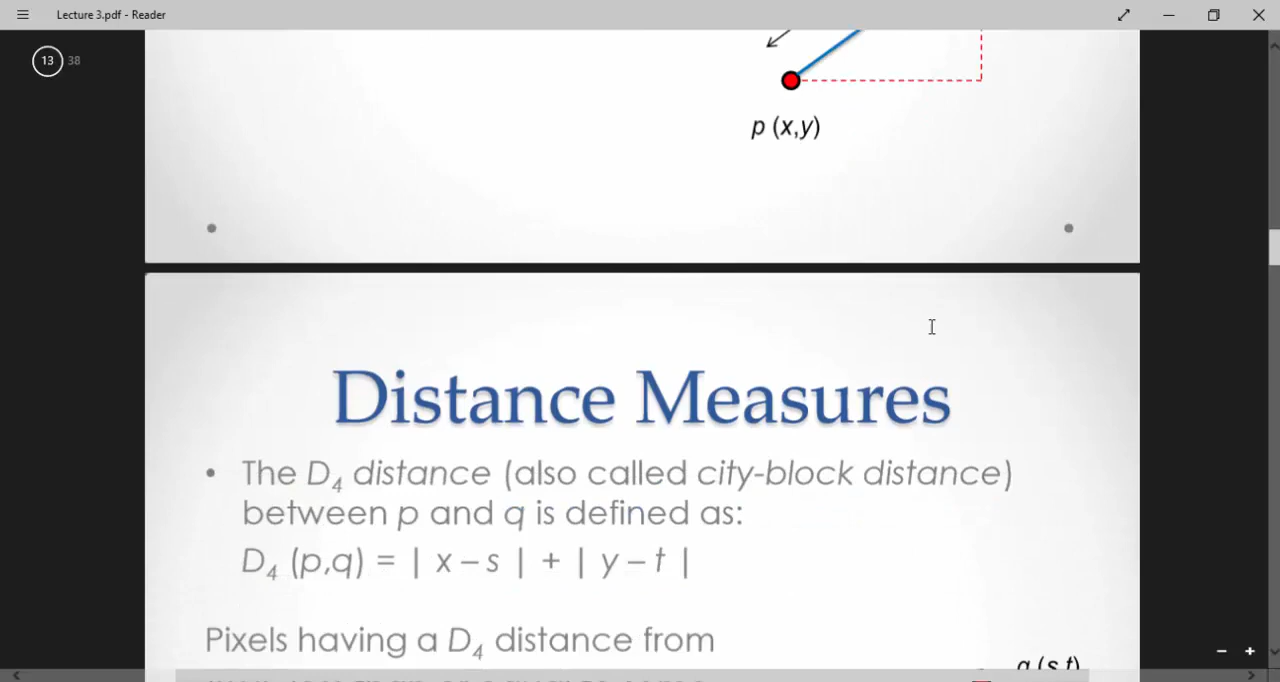 Lecture 3.pdf - Reader
13 38
p (x,y)
Distance Measures
• The D₄ distance (also called city-block distance)
between p and q is defined as:
D₄ (p,q) = | x – s | + | y – t |
Pixels having a D₄ distance from
q (s,t)